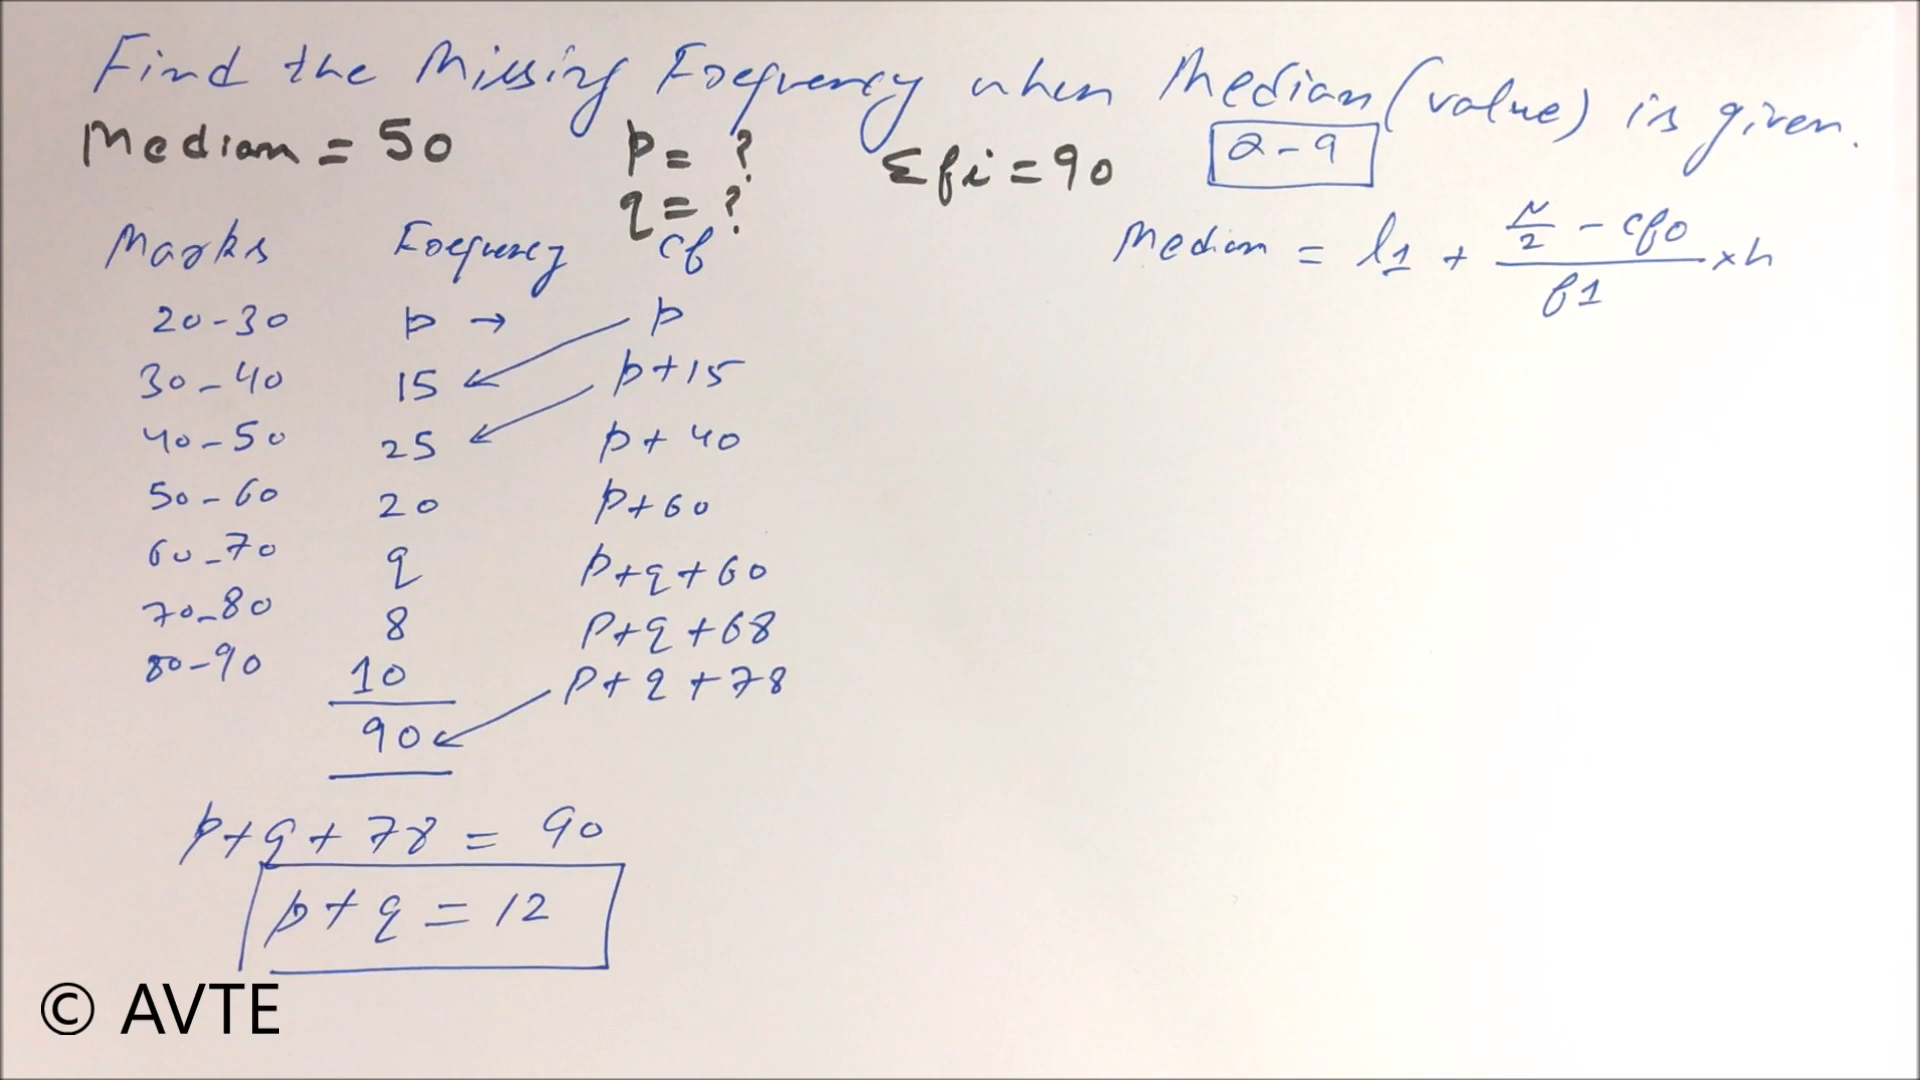 Find the Missing Frequency when Median (value) is given.
Median = 50 p = ? Σfi = 90 Q-9
q = ?
Marks Frequency cf
Median = l1 + (N/2 - cf0)/f1 × h
20-30 p → p
30-40 15 p+15
40-50 25 p+40
50-60 20 p+60
60-70 q p+q+60
70-80 8 p+q+68
80-90 10 p+q+78
90
p+q+78 = 90
p+q = 12
© AVTE